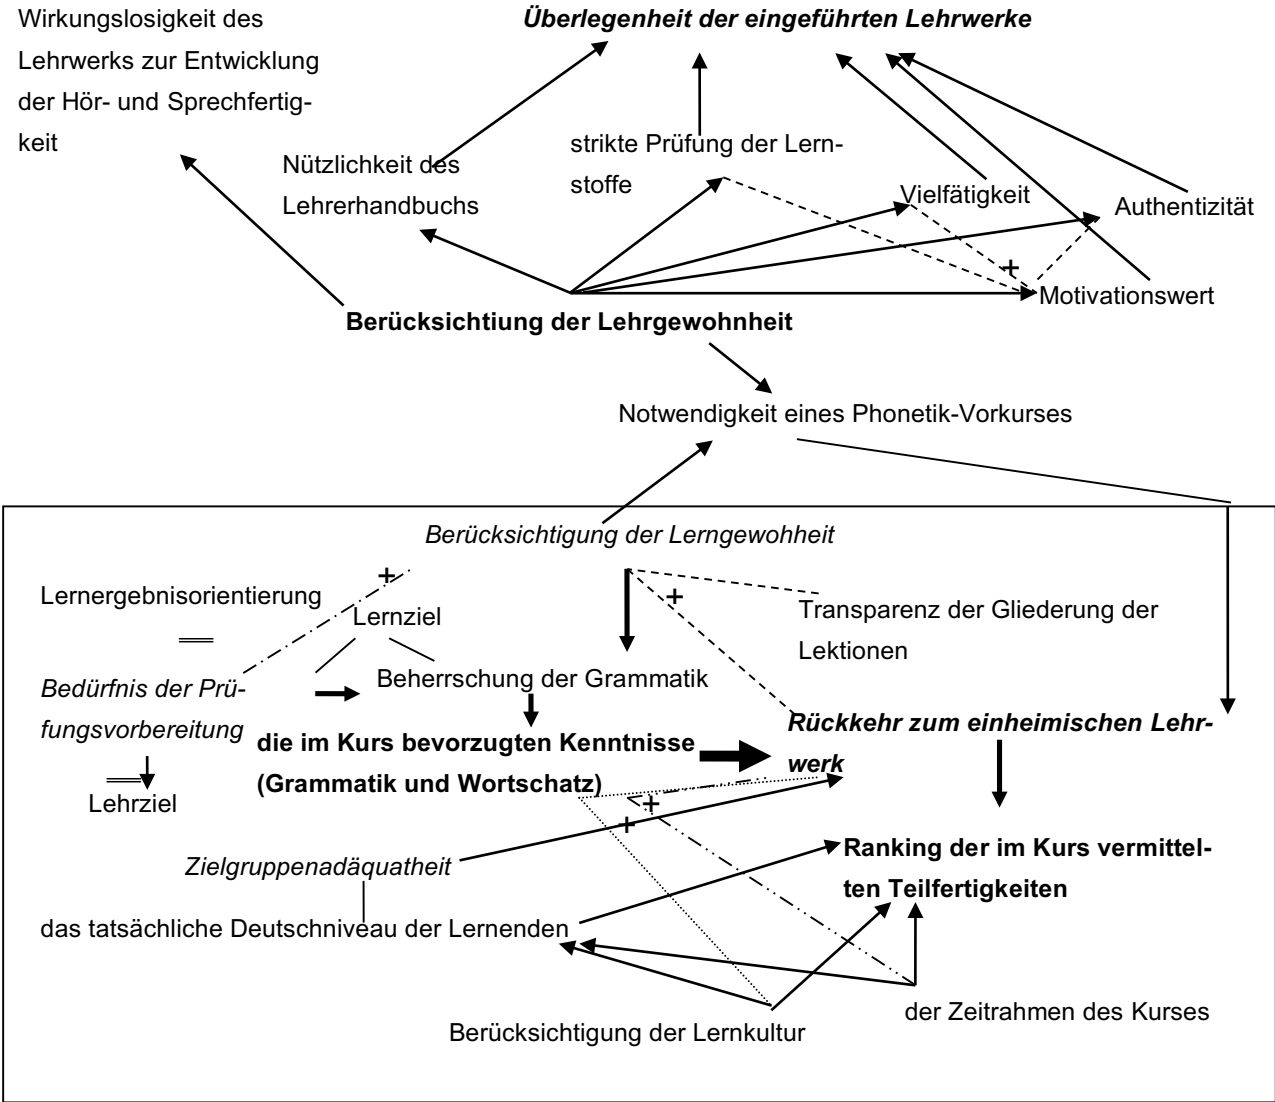 Wirkungslosigkeit des
Lehrwerks zur Entwicklung
der Hör- und Sprechfertig-
keit
Überlegenheit der eingeführten Lehrwerke
Nützlichkeit des
Lehrerhandbuchs
strikte Prüfung der Lern-
stoffe
Vielfätigkeit
Authentizität
+
Motivationswert
Berücksichtiung der Lehrgewohnheit
Notwendigkeit eines Phonetik-Vorkurses
Berücksichtigung der Lerngewohheit
+
Lernergebnisorientierung
Lernziel
+
Transparenz der Gliederung der
Lektionen
Bedürfnis der Prü-
fungsvorbereitung
Beherrschung der Grammatik
die im Kurs bevorzugten Kenntnisse
(Grammatik und Wortschatz)
Rückkehr zum einheimischen Lehr-
werk
Lehrziel
+
+
Zielgruppenadäquatheit
Ranking der im Kurs vermittel-
ten Teilfertigkeiten
das tatsächliche Deutschniveau der Lernenden
der Zeitrahmen des Kurses
Berücksichtigung der Lernkultur